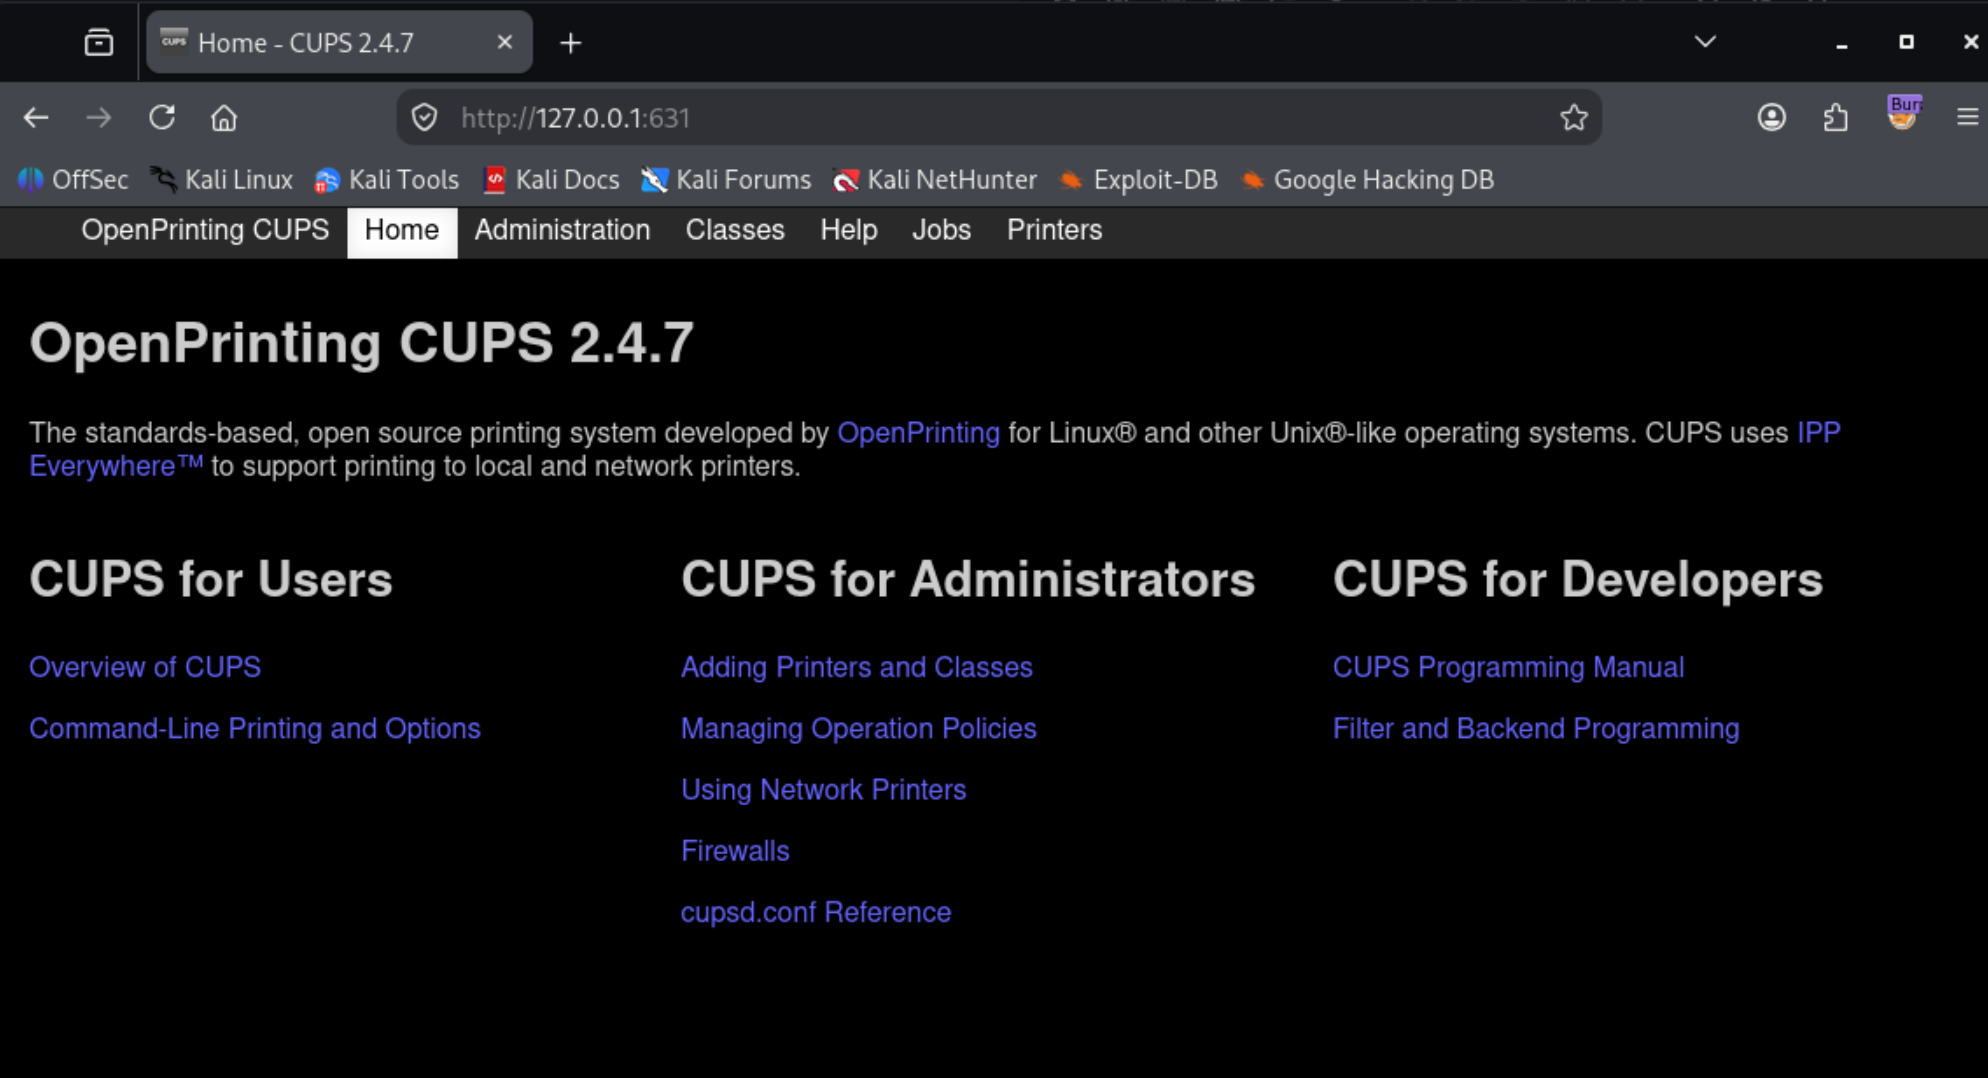 CUPS Home - CUPS 2.4.7
http://127.0.0.1:631
OffSec Kali Linux Kali Tools Kali Docs Kali Forums Kali NetHunter Exploit-DB Google Hacking DB
OpenPrinting CUPS Home Administration Classes Help Jobs Printers
OpenPrinting CUPS 2.4.7
The standards-based, open source printing system developed by OpenPrinting for Linux® and other Unix®-like operating systems. CUPS uses IPP
Everywhere™ to support printing to local and network printers.
CUPS for Users
Overview of CUPS
Command-Line Printing and Options
CUPS for Administrators
Adding Printers and Classes
Managing Operation Policies
Using Network Printers
Firewalls
cupsd.conf Reference
CUPS for Developers
CUPS Programming Manual
Filter and Backend Programming